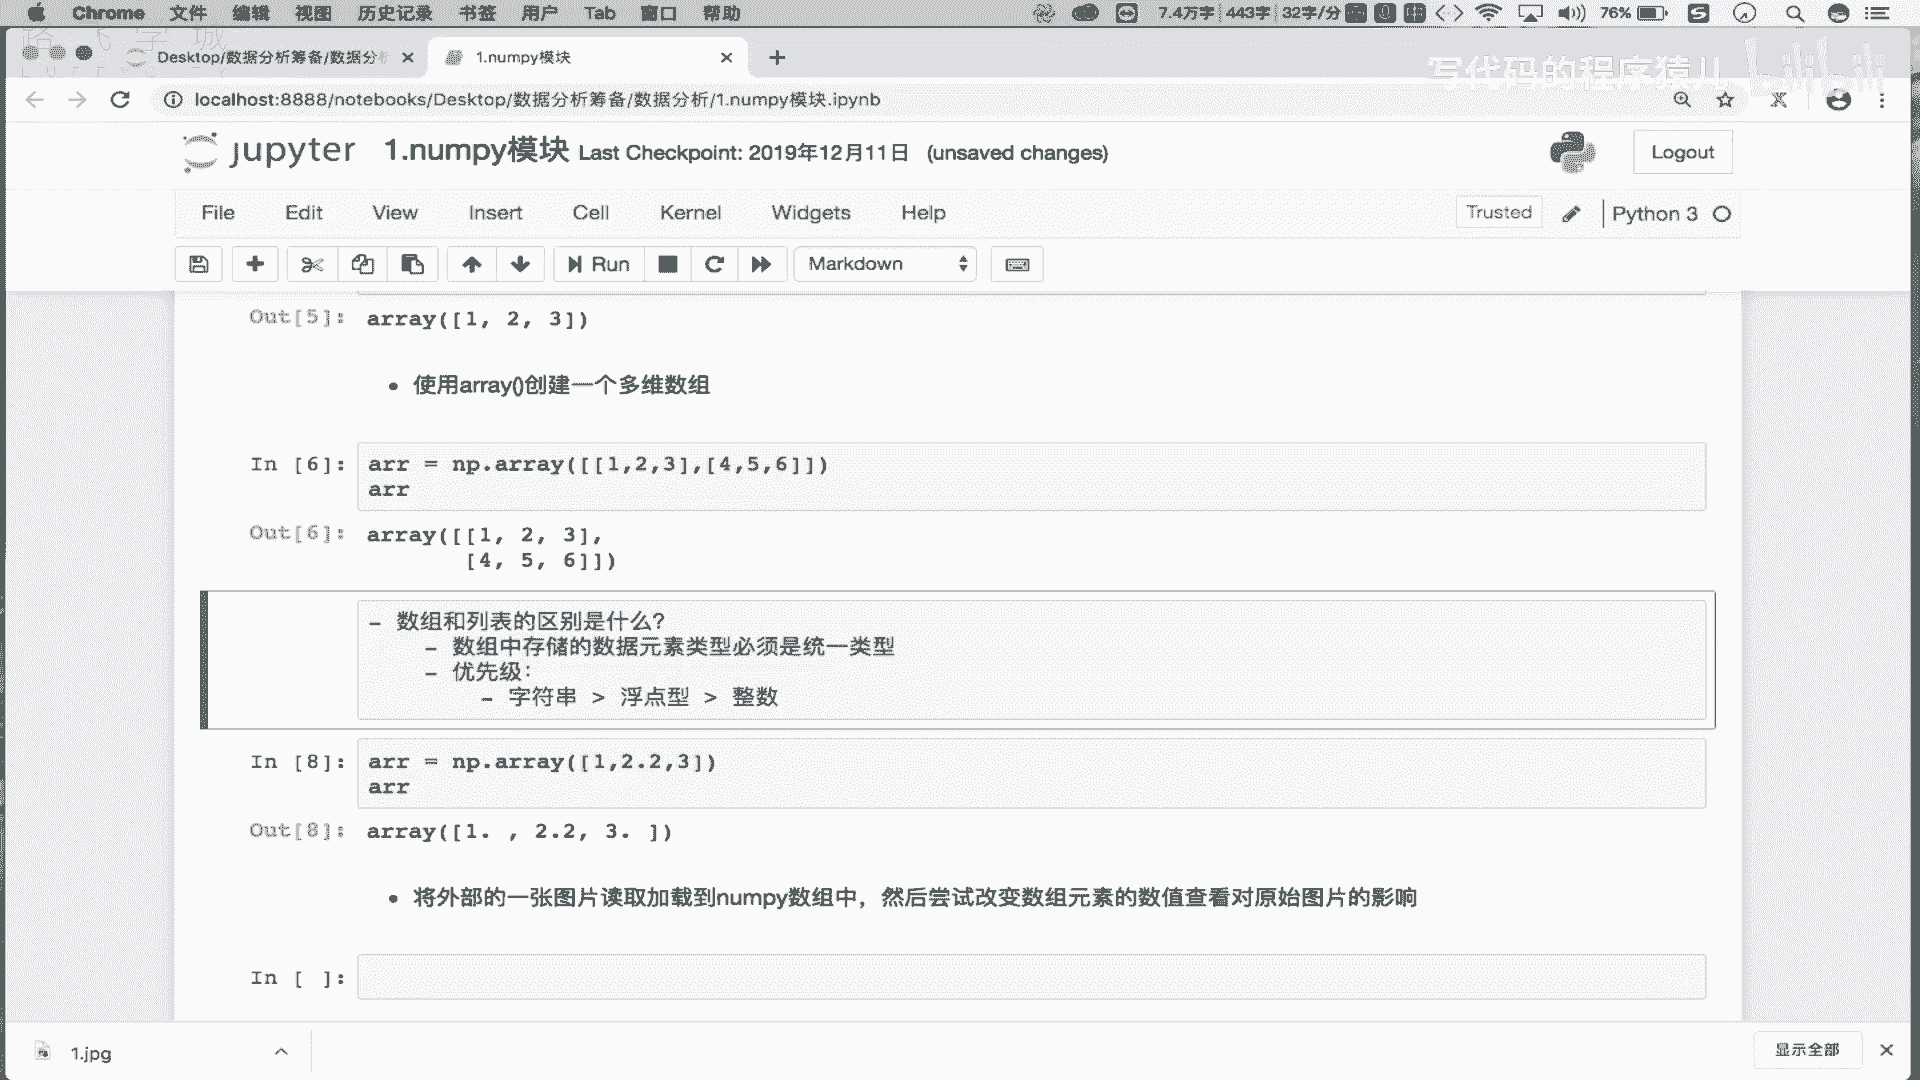 Chrome 文件 编辑 视图 历史记录 书签 用户 Tab 窗口 帮助 7.4万字 443字 32字/分 76%
Desktop/数据分析筹备/数据分析 1.numpy模块
写代码的程序猿儿 bilibili
localhost:8888/notebooks/Desktop/数据分析筹备/数据分析/1.numpy模块.ipynb
jupyter 1.numpy模块 Last Checkpoint: 2019年12月11日 (unsaved changes) Logout
File Edit View Insert Cell Kernel Widgets Help Trusted Python 3
Run Markdown
Out[5]: array([1, 2, 3])
• 使用array()创建一个多维数组
In [6]: arr = np.array([[1,2,3],[4,5,6]])
arr
Out[6]: array([[1, 2, 3],
[4, 5, 6]])
- 数组和列表的区别是什么?
- 数组中存储的数据元素类型必须是统一类型
- 优先级:
- 字符串 > 浮点型 > 整数
In [8]: arr = np.array([1,2.2,3])
arr
Out[8]: array([1. , 2.2, 3. ])
• 将外部的一张图片读取加载到numpy数组中，然后尝试改变数组元素的数值查看对原始图片的影响
In [ ]:
1.jpg 显示全部